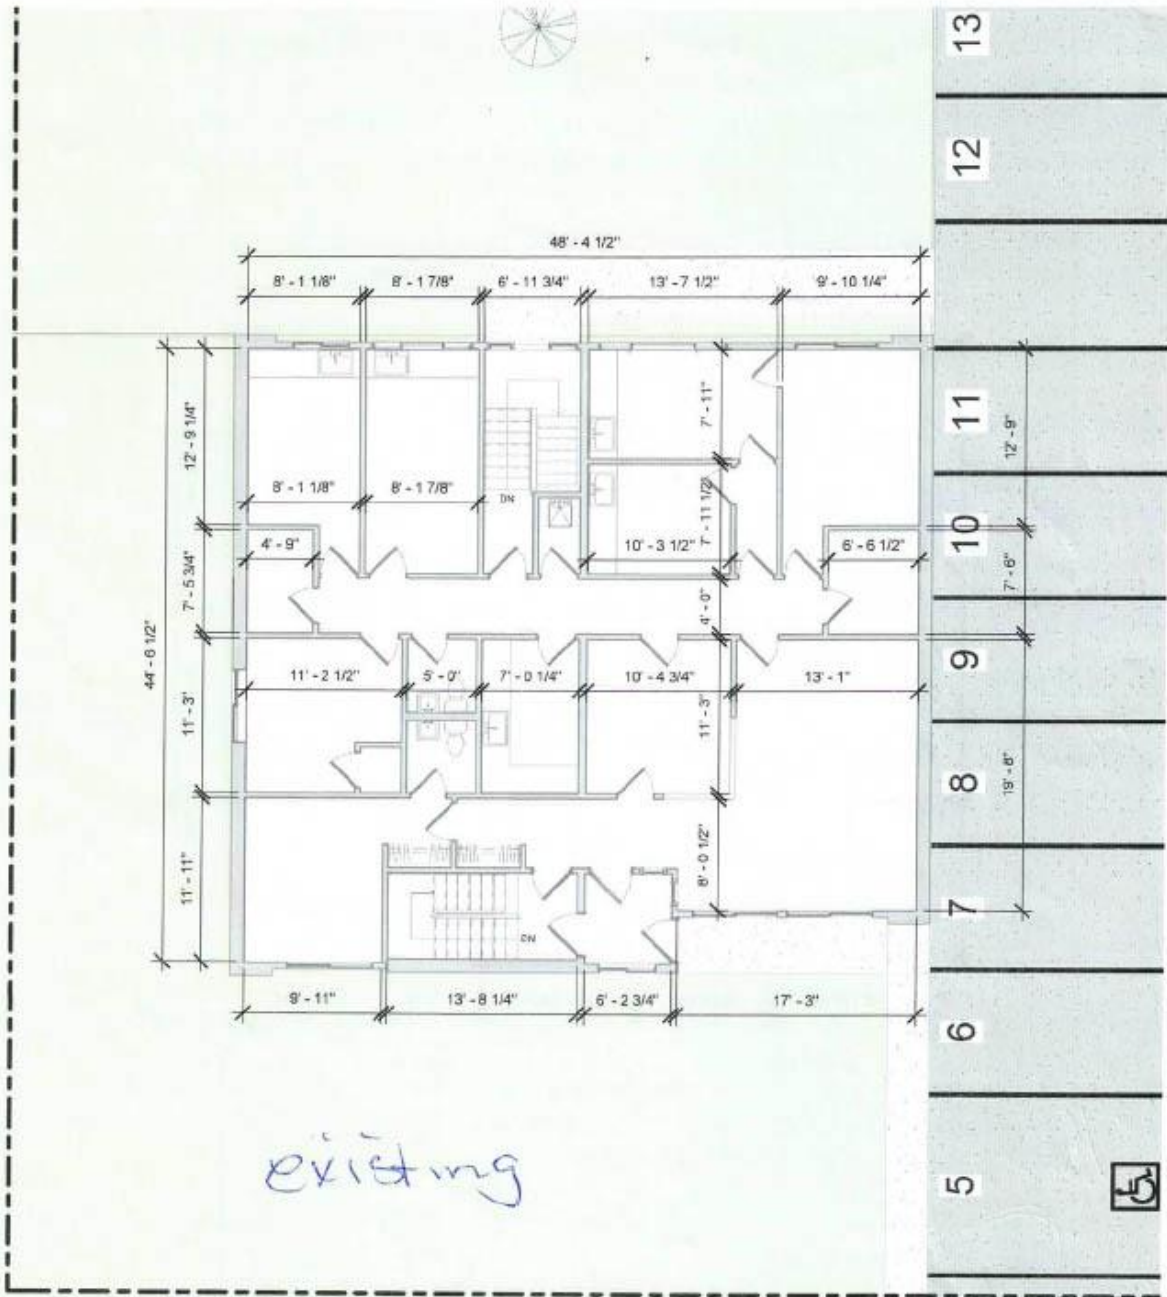 13
12
48' - 4 1/2"
8' - 1 1/8" 8' - 1 7/8" 6' - 11 3/4" 13' - 7 1/2" 9' - 10 1/4"
11
12' - 9 1/4"
7' - 11"
12' - 9"
8' - 1 1/8" 8' - 1 7/8"
DN
7' - 11 1/2"
10
4' - 9"
10' - 3 1/2"
6' - 6 1/2"
7' - 5 3/4"
7' - 6"
4' - 0"
44' - 6 1/2"
9
11' - 2 1/2" 5' - 0" 7' - 0 1/4" 10' - 4 3/4" 13' - 1"
11' - 3"
11' - 3"
8
19' - 8"
11' - 11"
8' - 0 1/2"
7
DN
9' - 11" 13' - 8 1/4" 6' - 2 3/4" 17' - 3"
6
existing
5